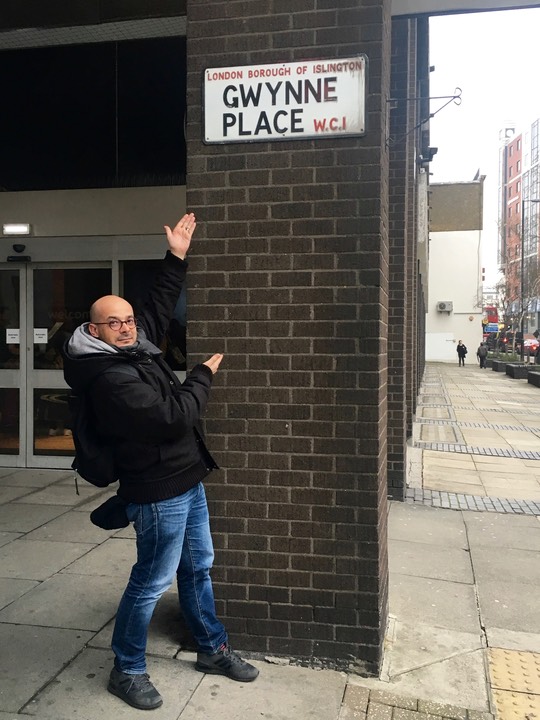 LONDON BOROUGH OF ISLINGTON
GWYNNE
PLACE W.C.1